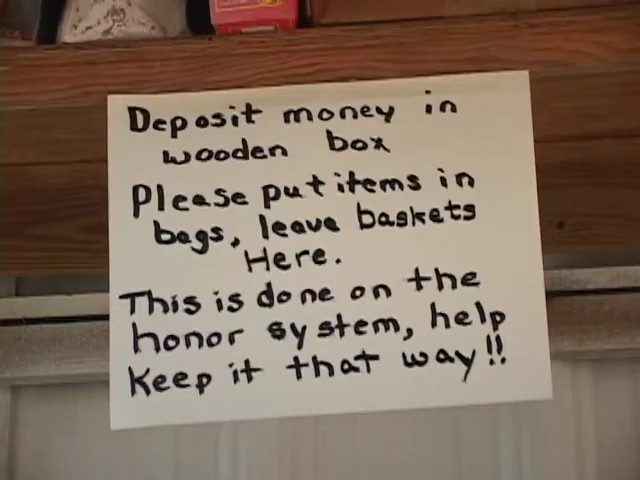 Deposit money in
wooden box
Please put items in
bags, leave baskets
Here.
This is done on the
honor system, help
Keep it that way!!